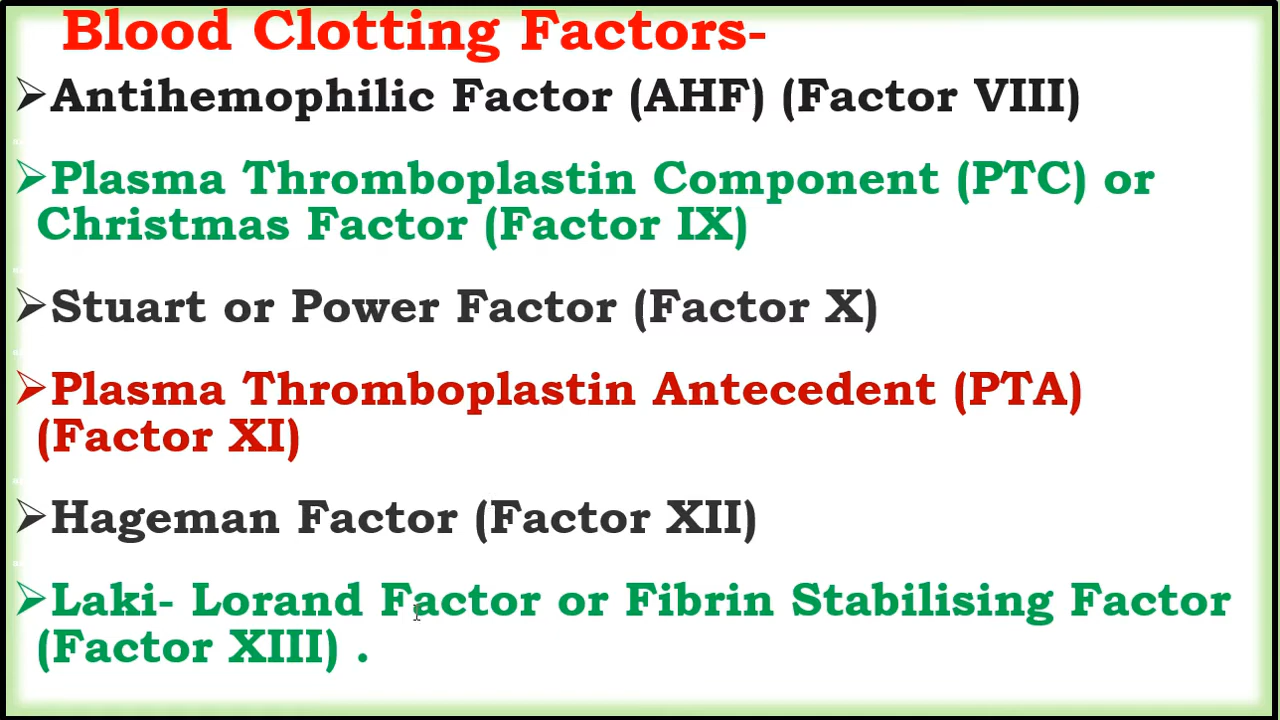 Blood Clotting Factors-
➢Antihemophilic Factor (AHF) (Factor VIII)
➢Plasma Thromboplastin Component (PTC) or
Christmas Factor (Factor IX)
➢Stuart or Power Factor (Factor X)
➢Plasma Thromboplastin Antecedent (PTA)
(Factor XI)
➢Hageman Factor (Factor XII)
➢Laki- Lorand Factor or Fibrin Stabilising Factor
(Factor XIII) .